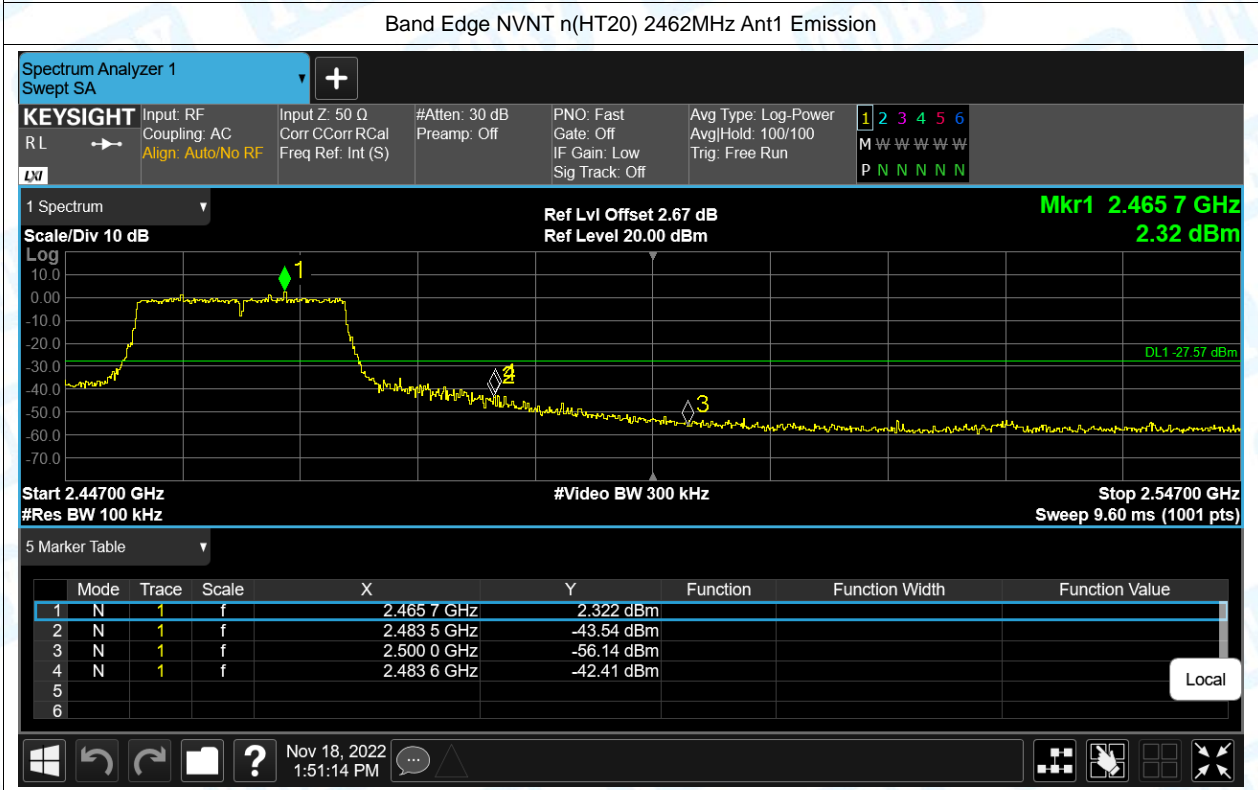 Band Edge NVNT n(HT20) 2462MHz Ant1 Emission
Spectrum Analyzer 1
Swept SA
+
KEYSIGHT
RL
LXI
Input: RF
Coupling: AC
Align: Auto/No RF
Input Z: 50 Ω
Corr CCorr RCal
Freq Ref: Int (S)
#Atten: 30 dB
Preamp: Off
PNO: Fast
Gate: Off
IF Gain: Low
Sig Track: Off
Avg Type: Log-Power
Avg|Hold: 100/100
Trig: Free Run
1 2 3 4 5 6
M W W W W W
P N N N N N
1 Spectrum
Scale/Div 10 dB
Ref Lvl Offset 2.67 dB
Ref Level 20.00 dBm
Mkr1 2.465 7 GHz
2.32 dBm
Log
10.0
0.00
-10.0
-20.0
-30.0
-40.0
-50.0
-60.0
-70.0
1
2
4
3
DL1 -27.57 dBm
Start 2.44700 GHz
#Res BW 100 kHz
#Video BW 300 kHz
Stop 2.54700 GHz
Sweep 9.60 ms (1001 pts)
5 Marker Table
Mode Trace Scale X Y Function Function Width Function Value
1 N 1 f 2.465 7 GHz 2.322 dBm
2 N 1 f 2.483 5 GHz -43.54 dBm
3 N 1 f 2.500 0 GHz -56.14 dBm
4 N 1 f 2.483 6 GHz -42.41 dBm
5
6
Local
?
Nov 18, 2022
1:51:14 PM